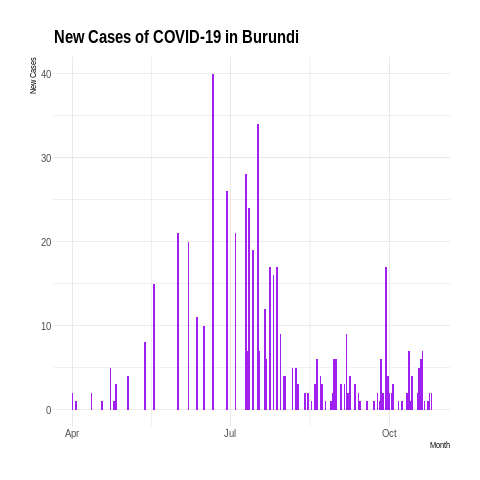 New Cases of COVID-19 in Burundi
New Cases
40
30
20
10
0
Apr
Jul
Oct
Month